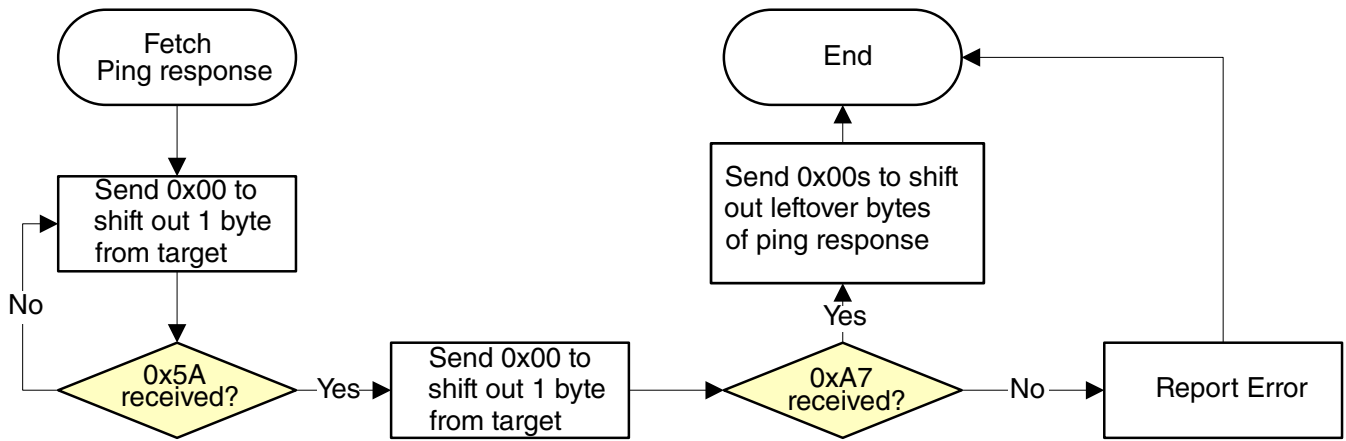 Fetch
Ping response
Send 0x00 to
shift out 1 byte
from target
No
0x5A
received?
Yes
Send 0x00 to
shift out 1 byte
from target
0xA7
received?
Yes
Send 0x00s to shift
out leftover bytes
of ping response
End
No
Report Error